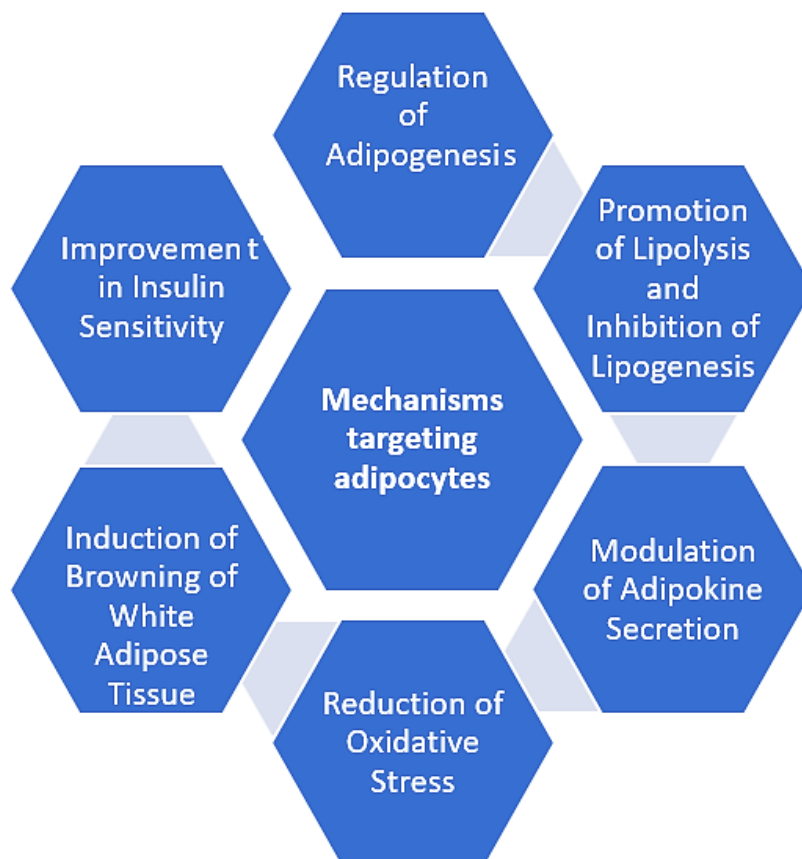 Regulation
of
Adipogenesis
Promotion
of Lipolysis
and
Inhibition of
Lipogenesis
Modulation
of Adipokine
Secretion
Reduction of
Oxidative
Stress
Induction of
Browning of
White
Adipose
Tissue
Improvement
in Insulin
Sensitivity
Mechanisms
targeting
adipocytes